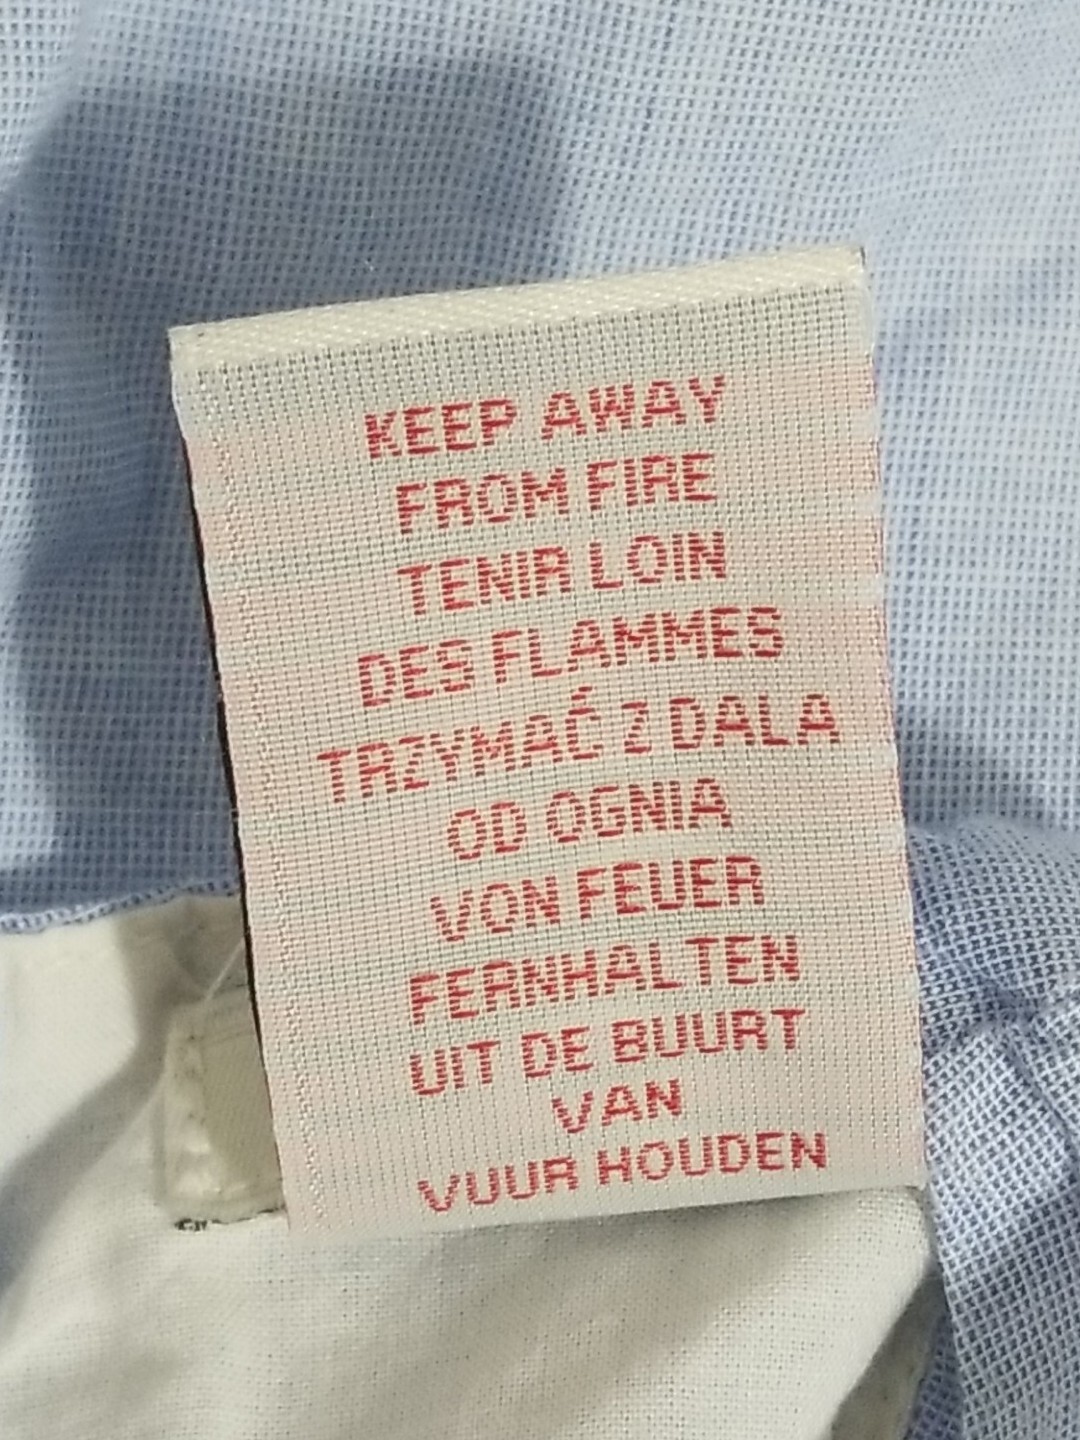 KEEP AWAY
FROM FIRE
TENIR LOIN
DES FLAMMES
TRZYMAĆ Z DALA
OD OGNIA
VON FEUER
FERNHALTEN
UIT DE BUURT
VAN
VUUR HOUDEN